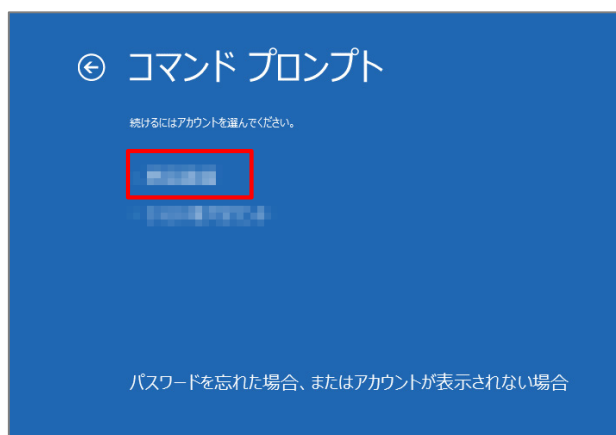 コマンド プロンプト
続けるにはアカウントを選んでください。
パスワードを忘れた場合、またはアカウントが表示されない場合